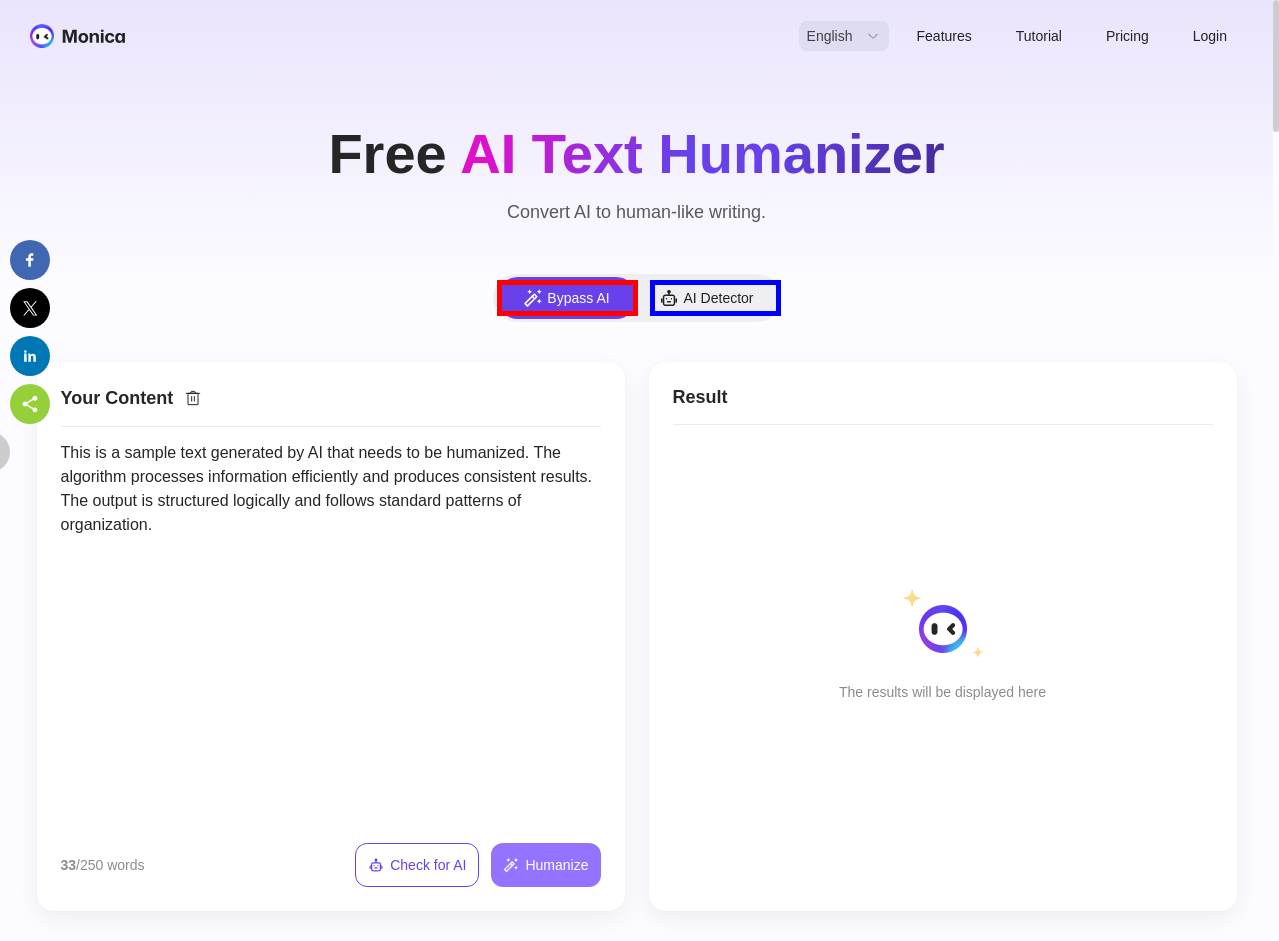 Monica
English
Features
Tutorial
Pricing
Login
Free AI Text Humanizer
Convert AI to human-like writing.
Bypass AI
AI Detector
Your Content
This is a sample text generated by AI that needs to be humanized. The
algorithm processes information efficiently and produces consistent results.
The output is structured logically and follows standard patterns of
organization.
33/250 words
Check for AI
Humanize
Result
The results will be displayed here